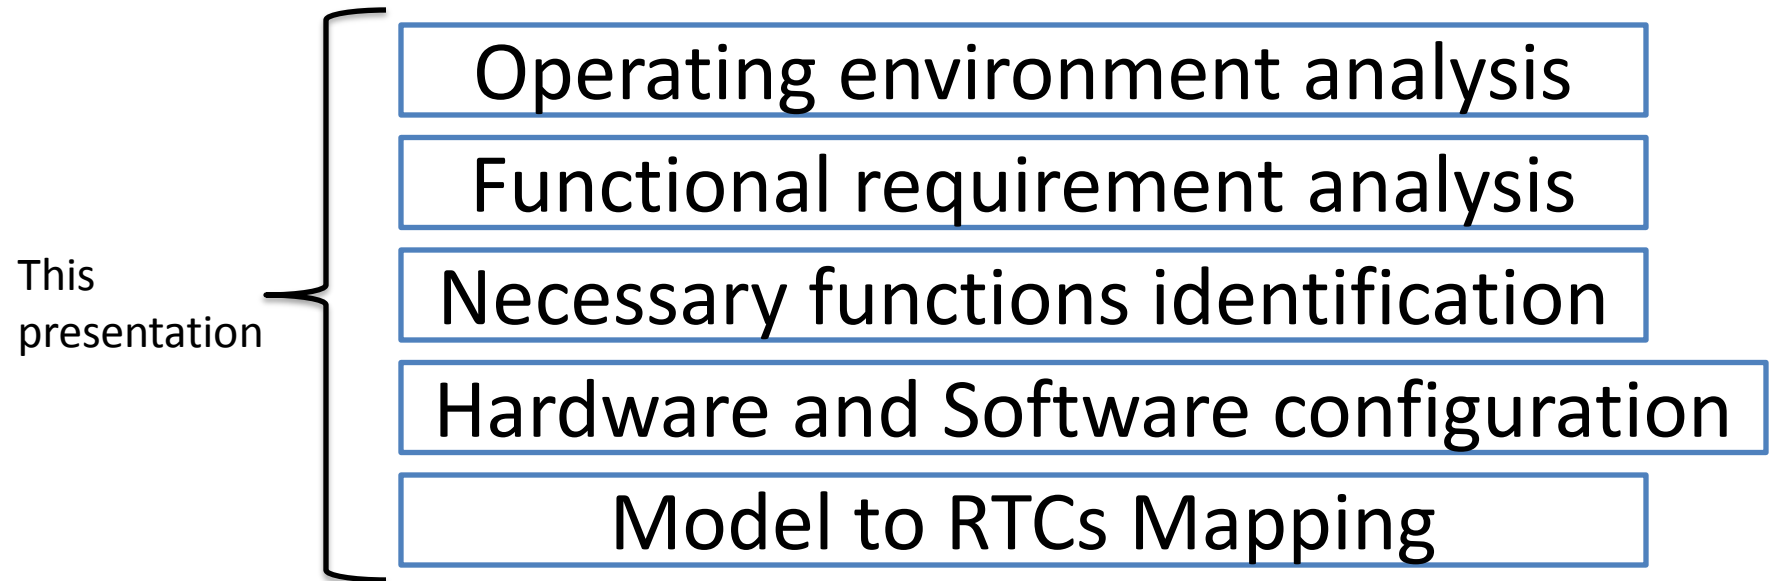 Operating environment analysis
Functional requirement analysis
This
presentation
Necessary functions identification
Hardware and Software configuration
Model to RTCs Mapping